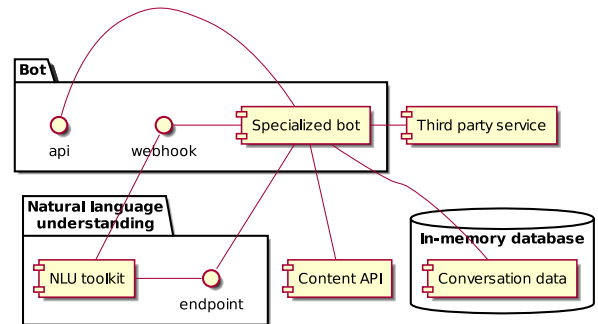 Bot
Specialized bot
Third party service
api
webhook
Natural language
understanding
In-memory database
NLU toolkit
Content API
Conversation data
endpoint